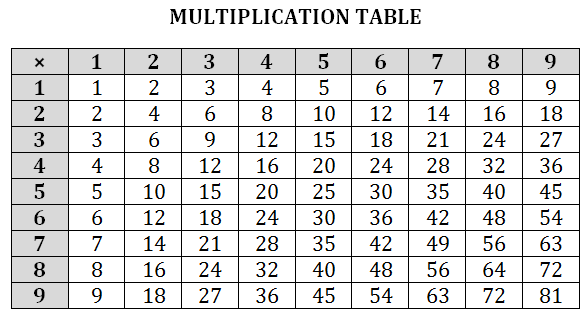 MULTIPLICATION TABLE
× 1 2 3 4 5 6 7 8 9
1 1 2 3 4 5 6 7 8 9
2 2 4 6 8 10 12 14 16 18
3 3 6 9 12 15 18 21 24 27
4 4 8 12 16 20 24 28 32 36
5 5 10 15 20 25 30 35 40 45
6 6 12 18 24 30 36 42 48 54
7 7 14 21 28 35 42 49 56 63
8 8 16 24 32 40 48 56 64 72
9 9 18 27 36 45 54 63 72 81